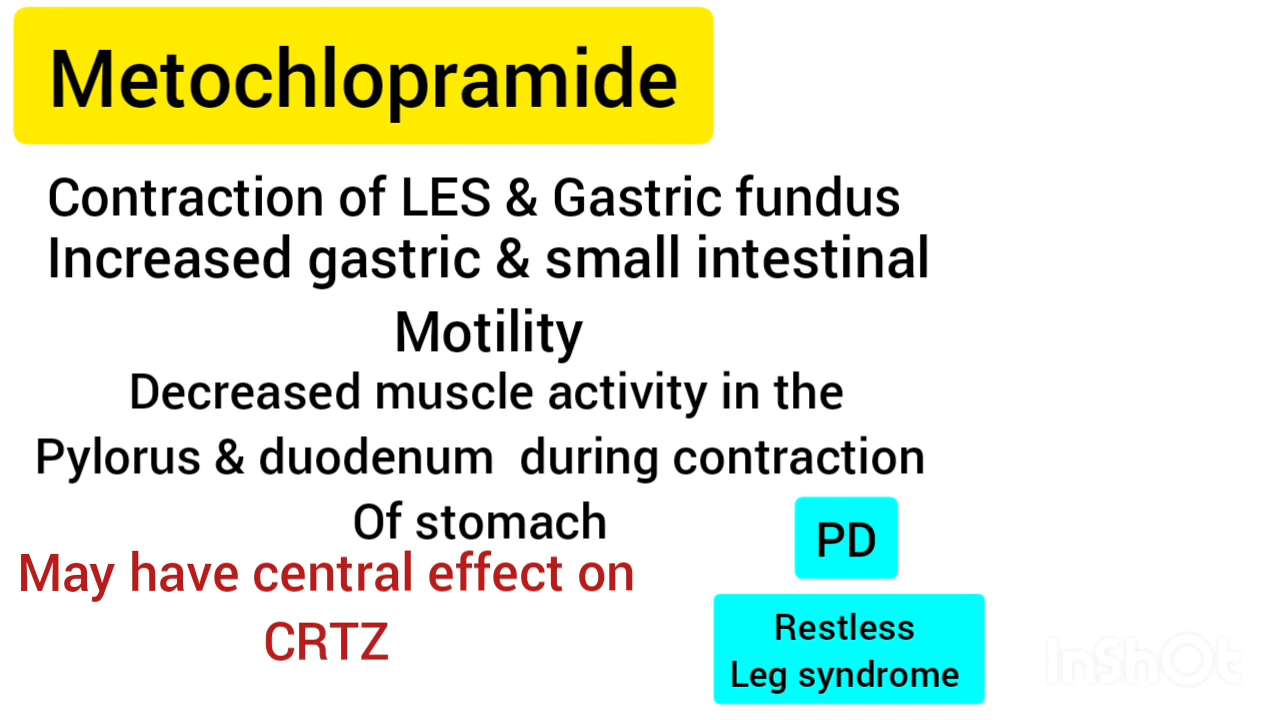 Metochlopramide
Contraction of LES & Gastric fundus
Increased gastric & small intestinal
Motility
Decreased muscle activity in the
Pylorus & duodenum during contraction
Of stomach
May have central effect on
CRTZ
PD
Restless
Leg syndrome
InShOt